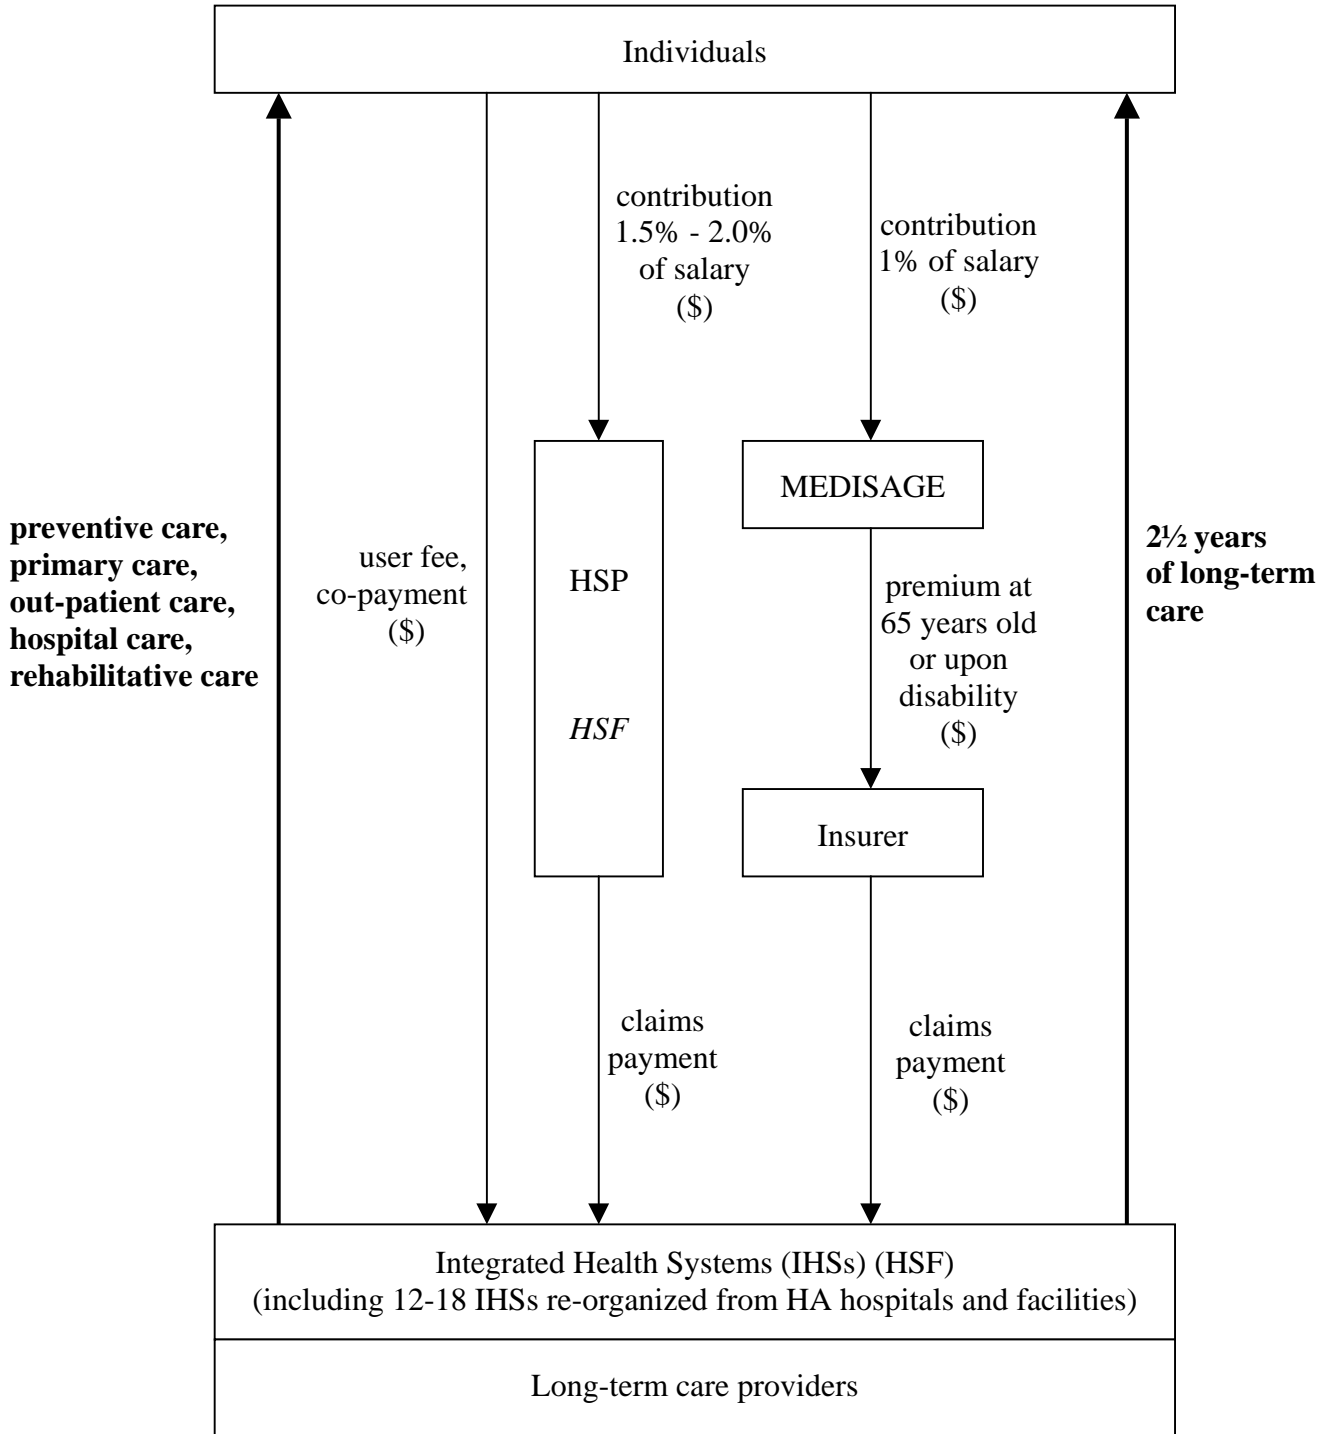 Individuals
contribution
1.5% - 2.0%
of salary
($)
contribution
1% of salary
($)
preventive care,
primary care,
out-patient care,
hospital care,
rehabilitative care
user fee,
co-payment
($)
HSP
HSF
MEDISAGE
premium at
65 years old
or upon
disability
($)
Insurer
2½ years
of long-term
care
claims
payment
($)
claims
payment
($)
Integrated Health Systems (IHSs) (HSF)
(including 12-18 IHSs re-organized from HA hospitals and facilities)
Long-term care providers